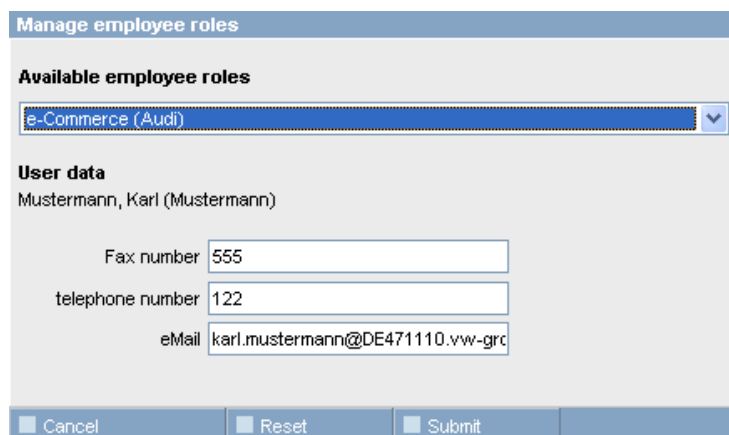 Manage employee roles
Available employee roles
e-Commerce (Audi)
User data
Mustermann, Karl (Mustermann)
Fax number 555
telephone number 122
eMail karl.mustermann@DE471110.vw-grc
Cancel Reset Submit